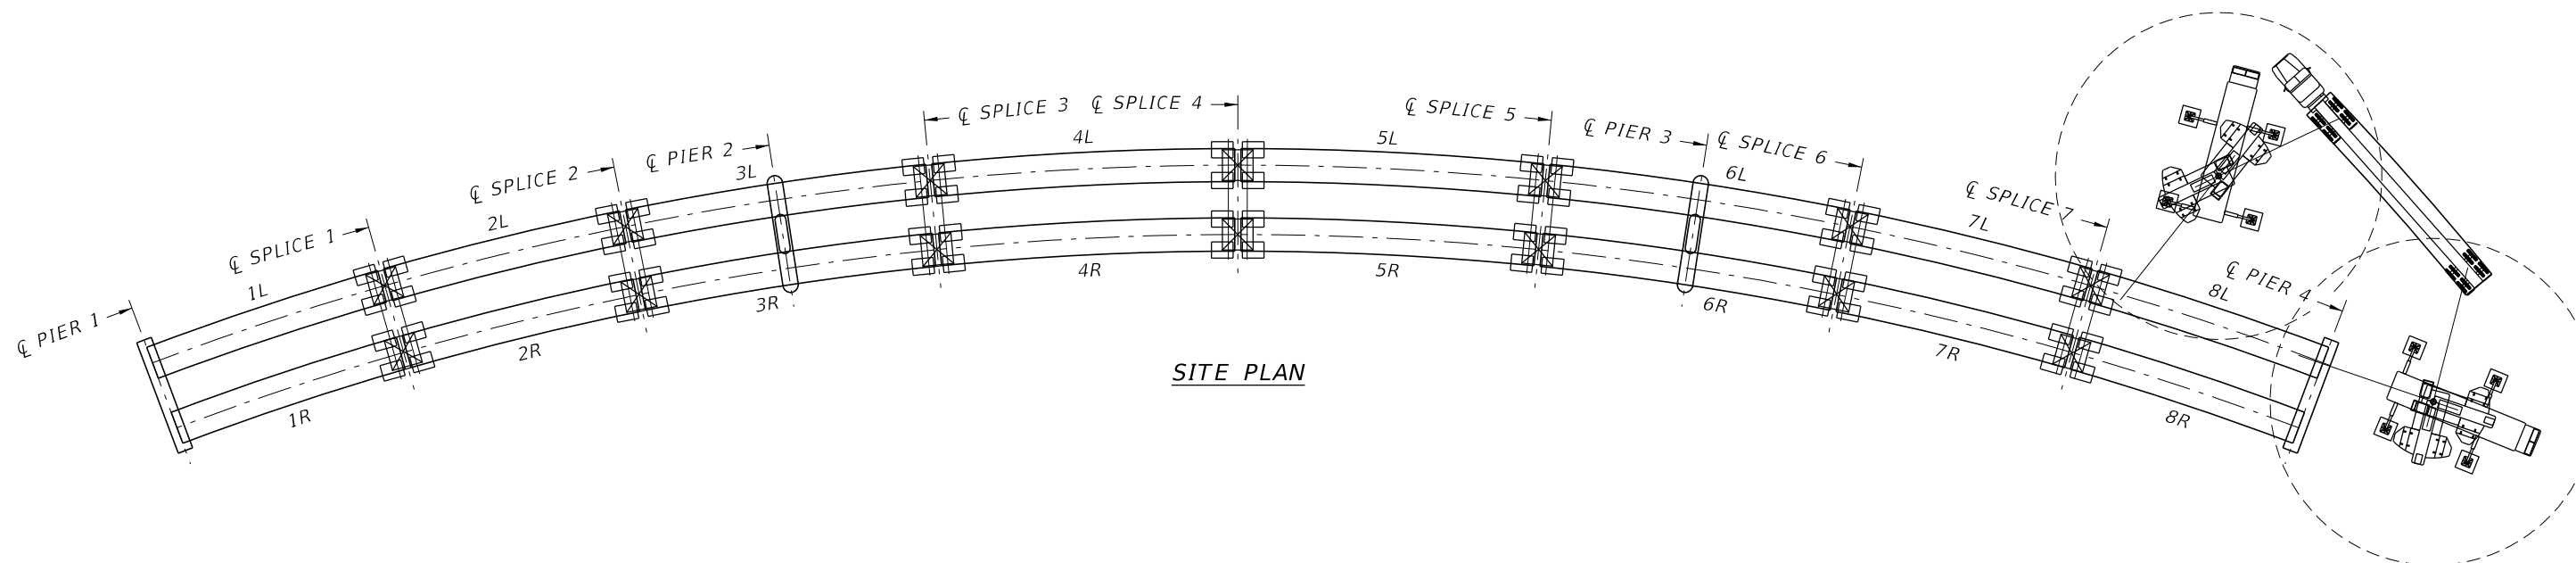 ℄ PIER 1
℄ SPLICE 1
℄ SPLICE 2
℄ PIER 2
℄ SPLICE 3
℄ SPLICE 4
℄ SPLICE 5
℄ PIER 3
℄ SPLICE 6
℄ SPLICE 7
℄ PIER 4
1L
2L
3L
4L
5L
6L
7L
8L
1R
2R
3R
4R
5R
6R
7R
8R
SITE PLAN